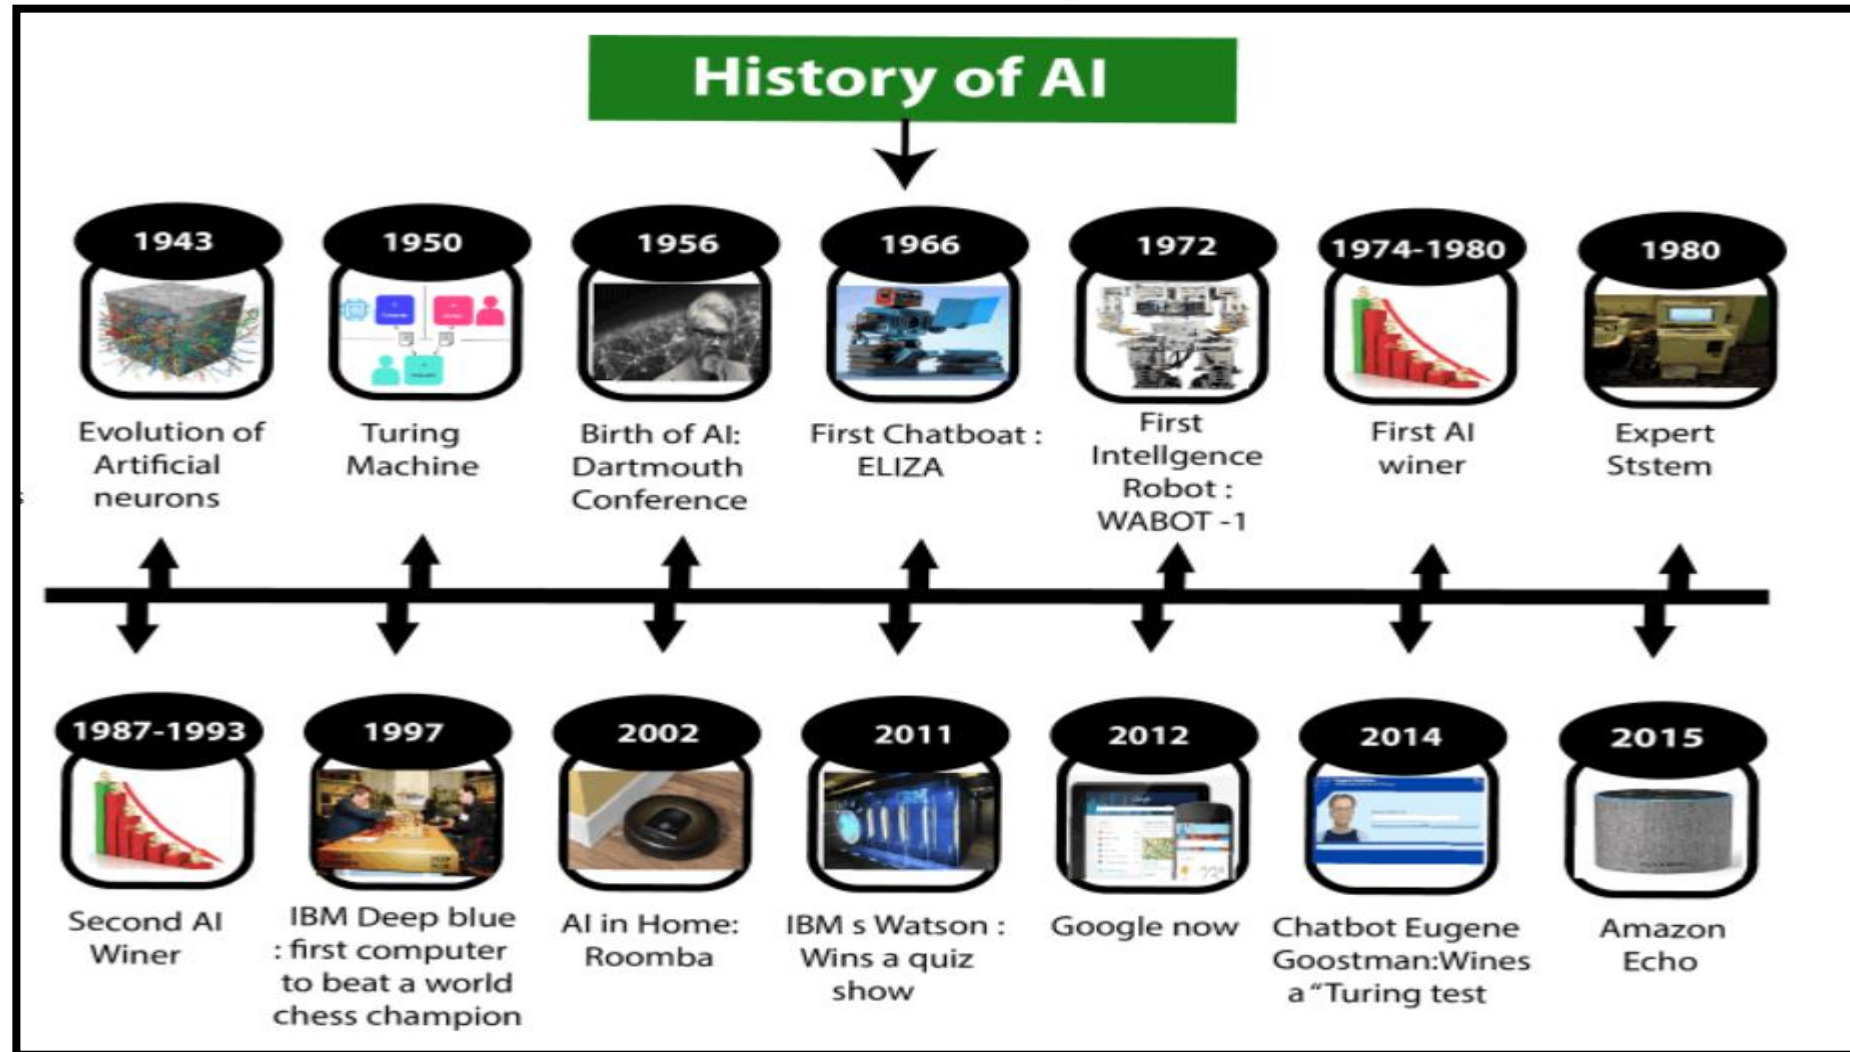 History of AI
1943
1950
1956
1966
1972
1974-1980
1980
Evolution of
Artificial
neurons
Turing
Machine
Birth of AI:
Dartmouth
Conference
First Chatboat :
ELIZA
First
Intellgence
Robot :
WABOT -1
First AI
winer
Expert
Ststem
1987-1993
1997
2002
2011
2012
2014
2015
Second AI
Winer
IBM Deep blue
: first computer
to beat a world
chess champion
AI in Home:
Roomba
IBM s Watson :
Wins a quiz
show
Google now
Chatbot Eugene
Goostman:Wines
a “Turing test
Amazon
Echo